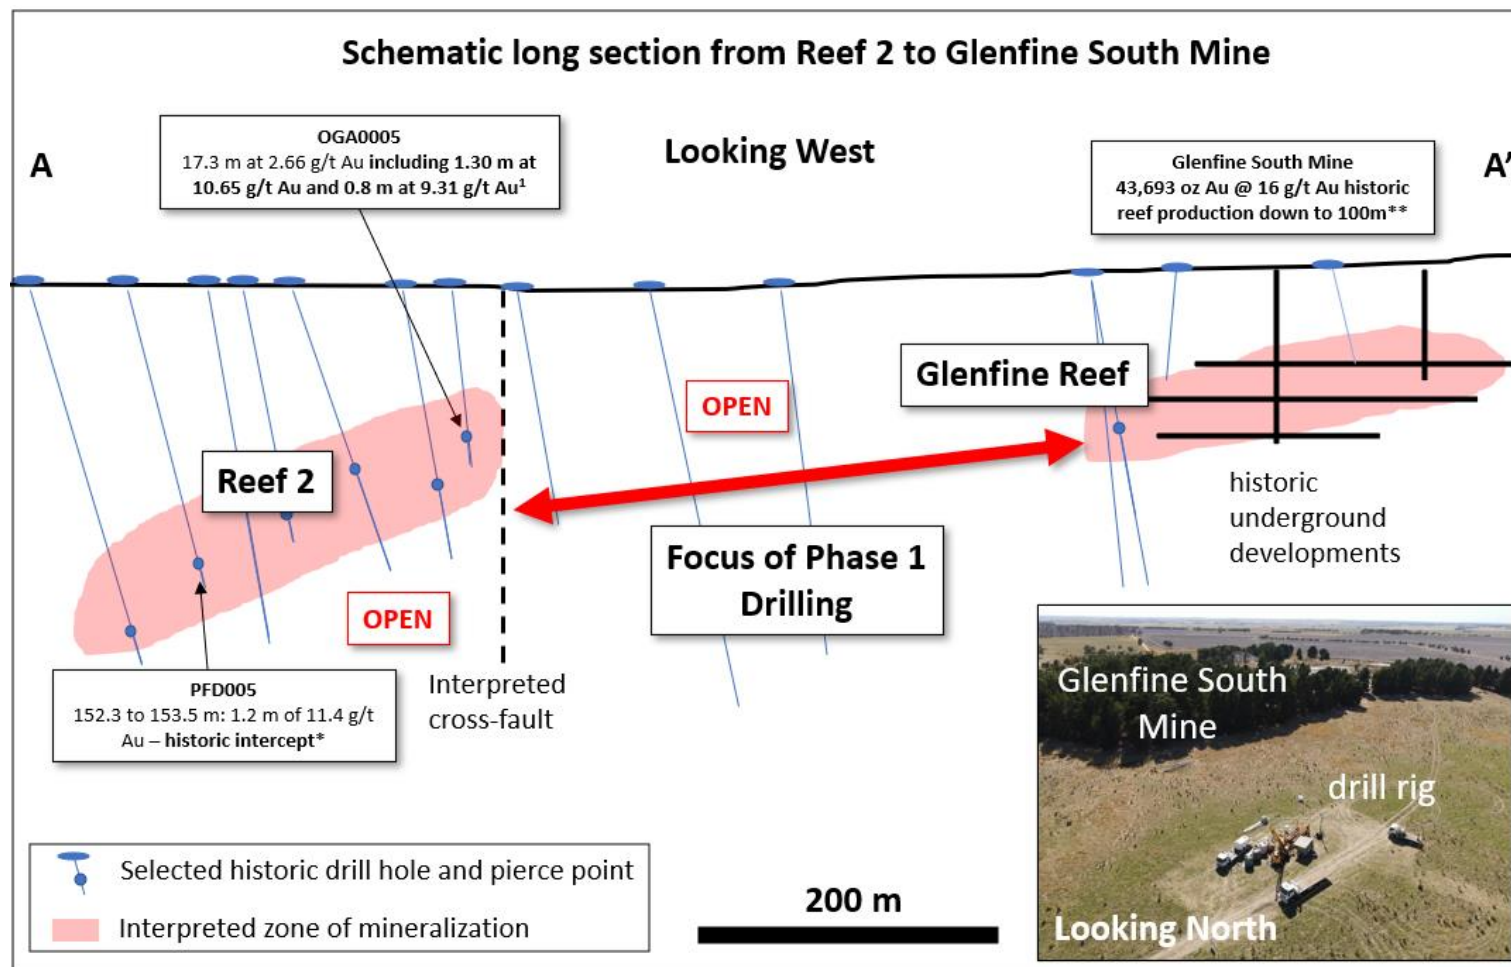 Schematic long section from Reef 2 to Glenfine South Mine
A
OGA0005
17.3 m at 2.66 g/t Au including 1.30 m at
10.65 g/t Au and 0.8 m at 9.31 g/t Au¹
Looking West
Glenfine South Mine
43,693 oz Au @ 16 g/t Au historic
reef production down to 100m**
A'
Glenfine Reef
OPEN
Reef 2
historic
underground
developments
Focus of Phase 1
Drilling
OPEN
Interpreted
cross-fault
PFD005
152.3 to 153.5 m: 1.2 m of 11.4 g/t
Au – historic intercept*
Glenfine South
Mine
drill rig
Looking North
Selected historic drill hole and pierce point
Interpreted zone of mineralization
200 m